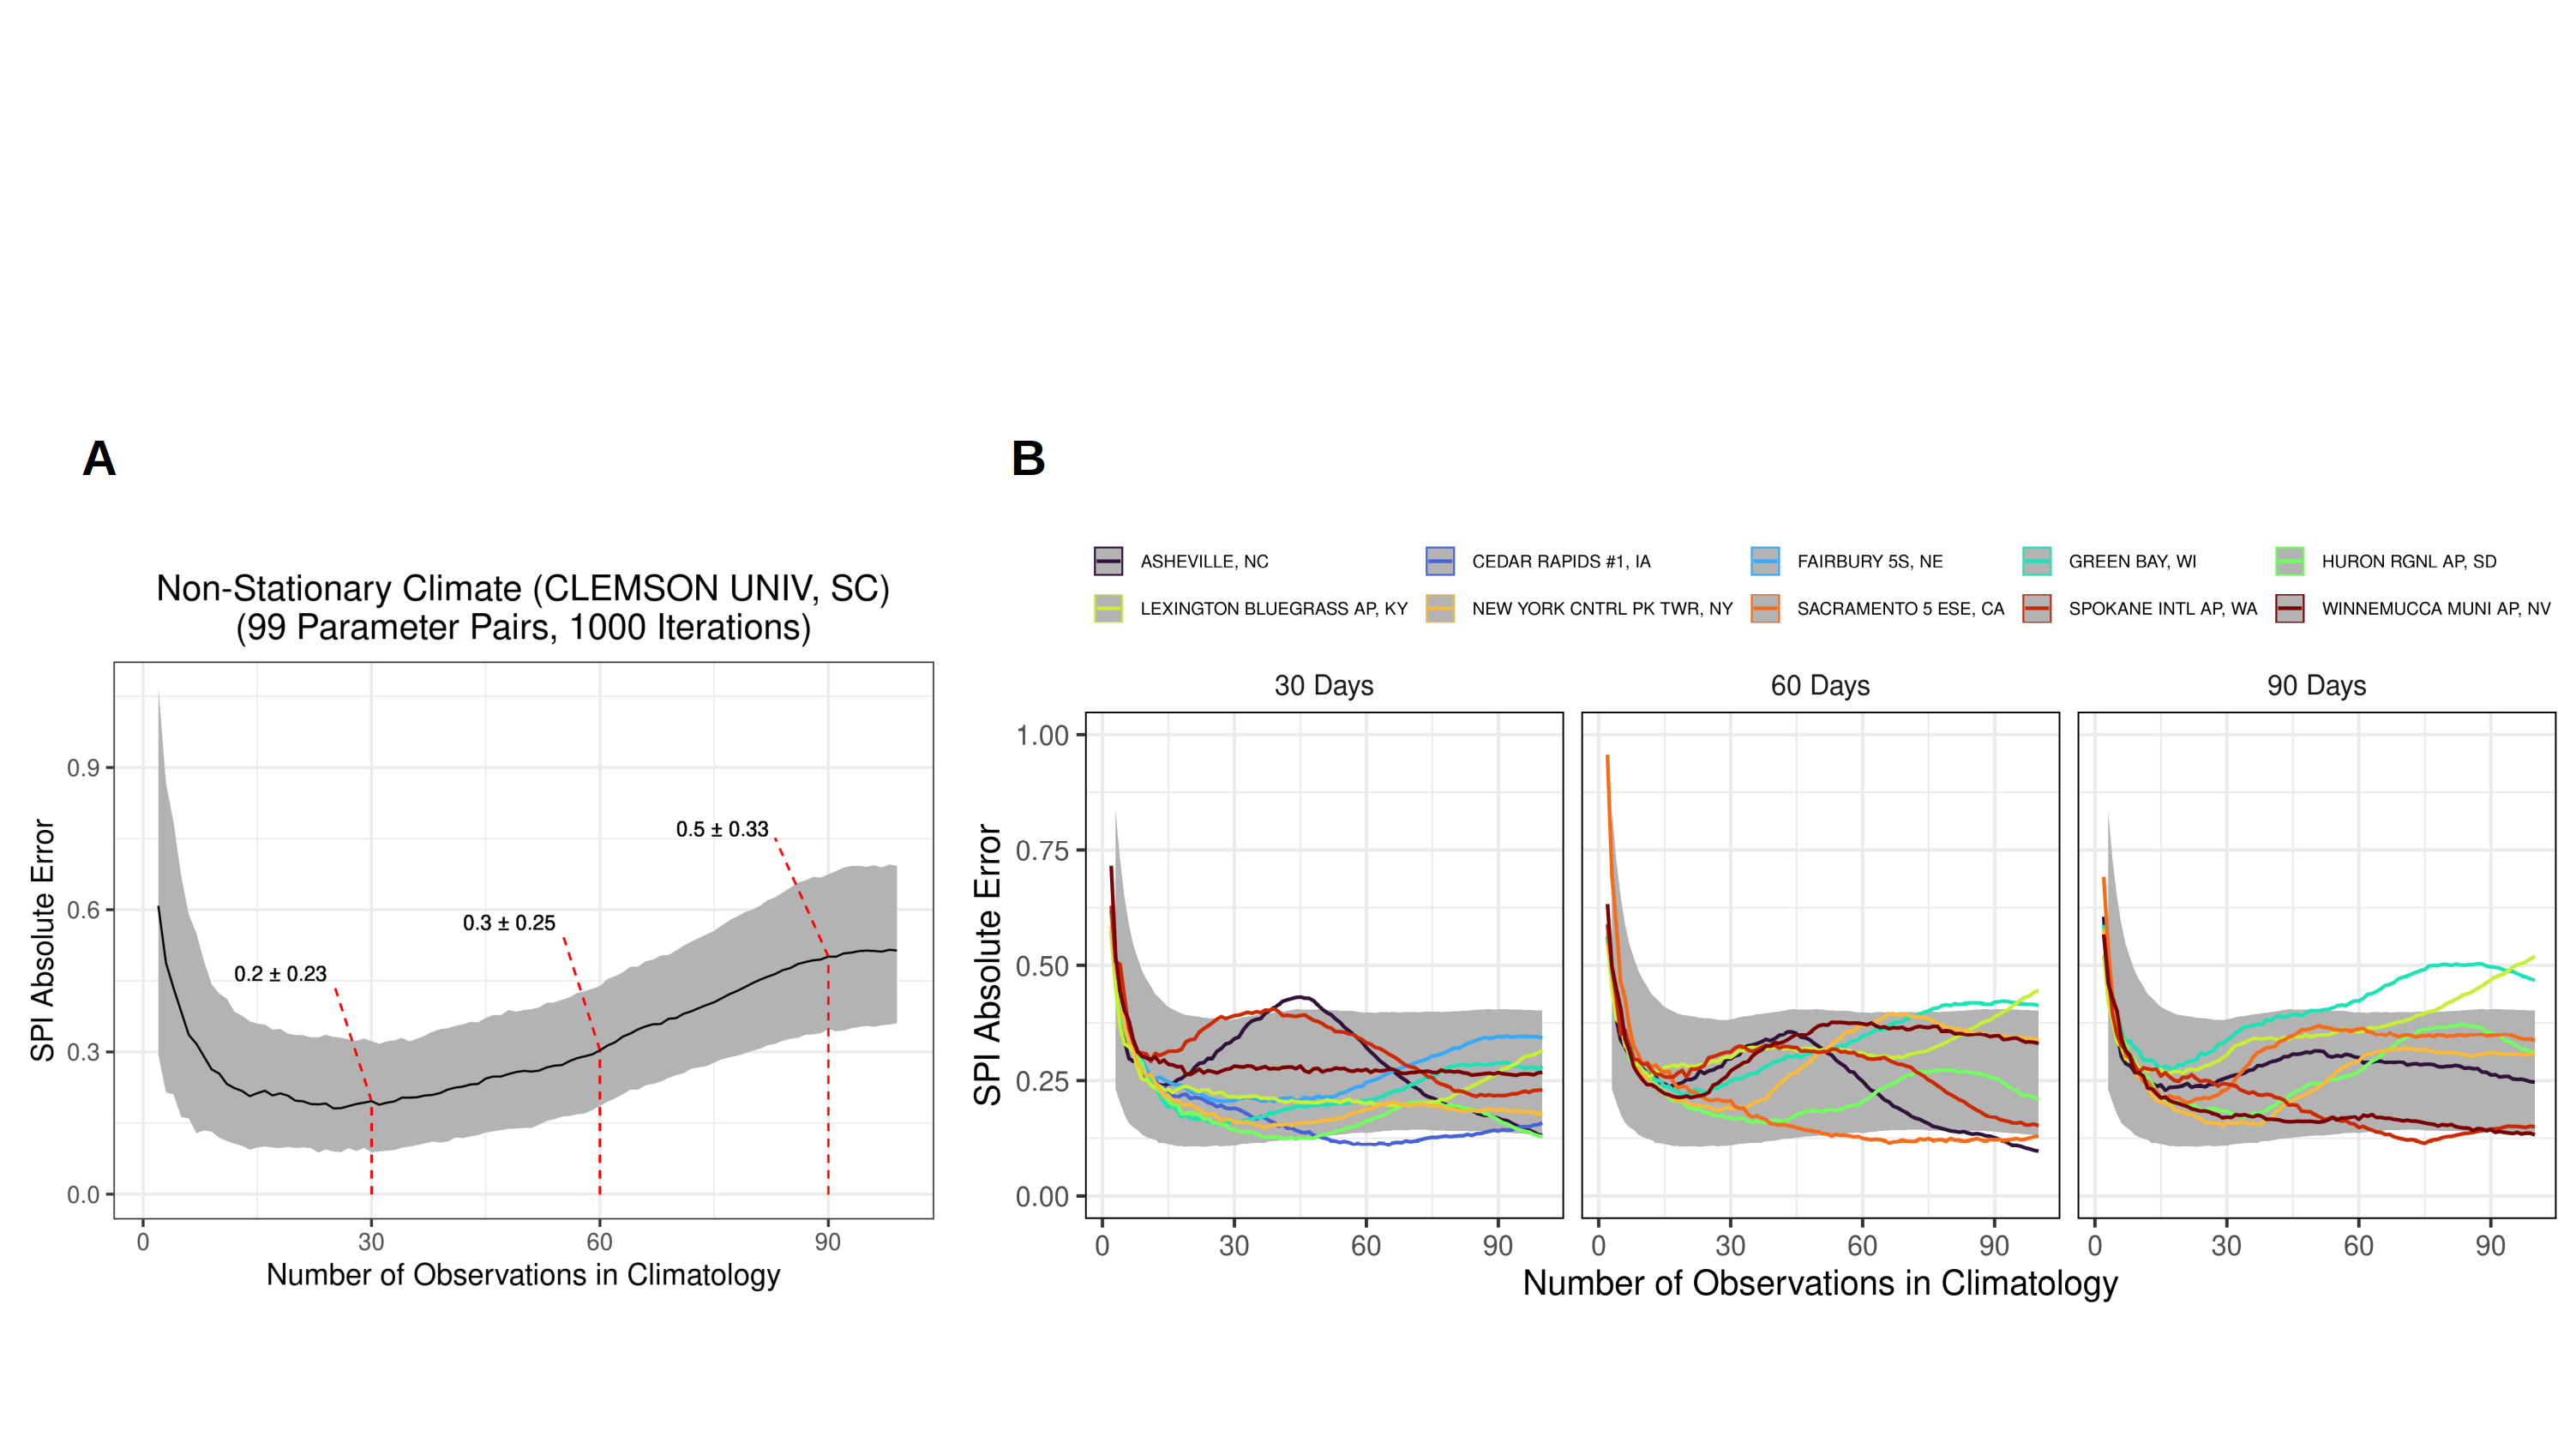 A
B
Non-Stationary Climate (CLEMSON UNIV, SC)
(99 Parameter Pairs, 1000 Iterations)
SPI Absolute Error
0.9
0.6
0.3
0.0
0.2 ± 0.23
0.3 ± 0.25
0.5 ± 0.33
0 30 60 90
Number of Observations in Climatology
ASHEVILLE, NC CEDAR RAPIDS #1, IA FAIRBURY 5S, NE GREEN BAY, WI HURON RGNL AP, SD
LEXINGTON BLUEGRASS AP, KY NEW YORK CNTRL PK TWR, NY SACRAMENTO 5 ESE, CA SPOKANE INTL AP, WA WINNEMUCCA MUNI AP, NV
30 Days 60 Days 90 Days
SPI Absolute Error
1.00
0.75
0.50
0.25
0.00
0 30 60 90 0 30 60 90 0 30 60 90
Number of Observations in Climatology